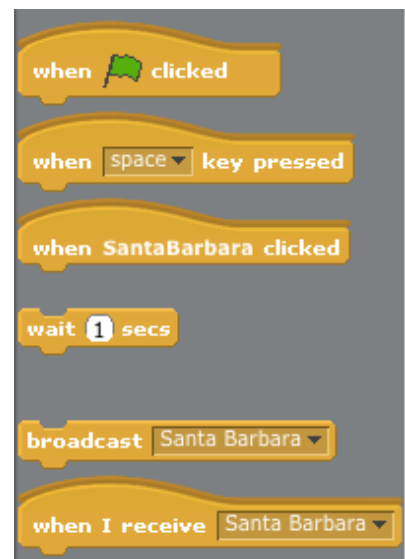 when clicked
when space key pressed
when SantaBarbara clicked
wait 1 secs
broadcast Santa Barbara
when I receive Santa Barbara